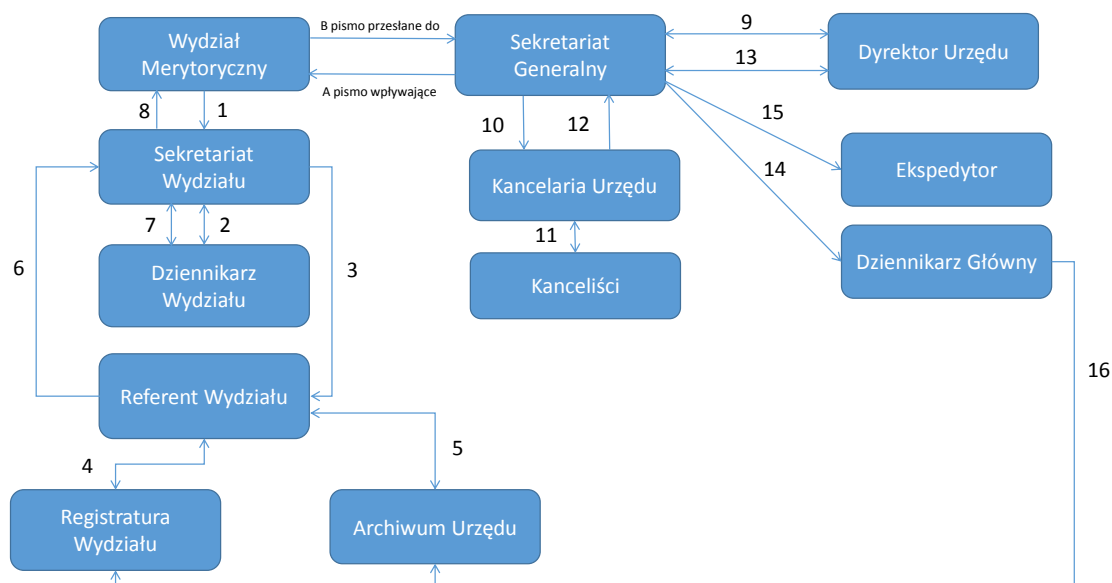 B pismo przesłane do
9
Wydział
Merytoryczny
Sekretariat
Generalny
Dyrektor Urzędu
13
A pismo wpływające
8
1
10
12
15
Sekretariat
Wydziału
Kancelaria Urzędu
Ekspedytor
14
7
2
11
6
3
Dziennikarz
Wydziału
Kanceliści
Dziennikarz Główny
16
Referent Wydziału
4
5
Registratura
Wydziału
Archiwum Urzędu